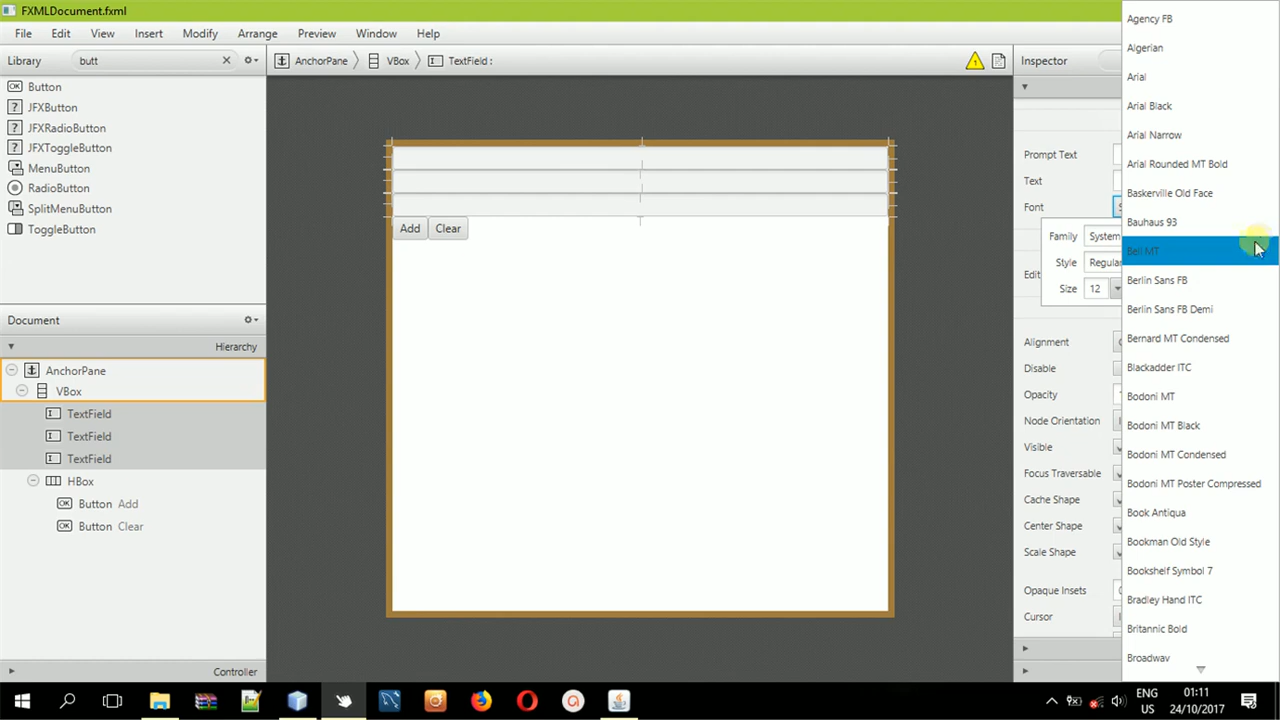 FXMLDocument.fxml
File Edit View Insert Modify Arrange Preview Window Help
Library butt
Button
JFXButton
JFXRadioButton
JFXToggleButton
MenuButton
RadioButton
SplitMenuButton
ToggleButton
Document
Hierarchy
AnchorPane
VBox
TextField
TextField
TextField
HBox
Button Add
Button Clear
Controller
AnchorPane VBox TextField :
Add Clear
Inspector
Prompt Text
Text
Font
Family System
Style Regular
Size 12
Alignment
Disable
Opacity
Node Orientation
Visible
Focus Traversable
Cache Shape
Center Shape
Scale Shape
Opaque Insets
Cursor
Agency FB
Algerian
Arial
Arial Black
Arial Narrow
Arial Rounded MT Bold
Baskerville Old Face
Bauhaus 93
Bell MT
Berlin Sans FB
Berlin Sans FB Demi
Bernard MT Condensed
Blackadder ITC
Bodoni MT
Bodoni MT Black
Bodoni MT Condensed
Bodoni MT Poster Compressed
Book Antiqua
Bookman Old Style
Bookshelf Symbol 7
Bradley Hand ITC
Britannic Bold
Broadway
ENG
US
01:11
24/10/2017